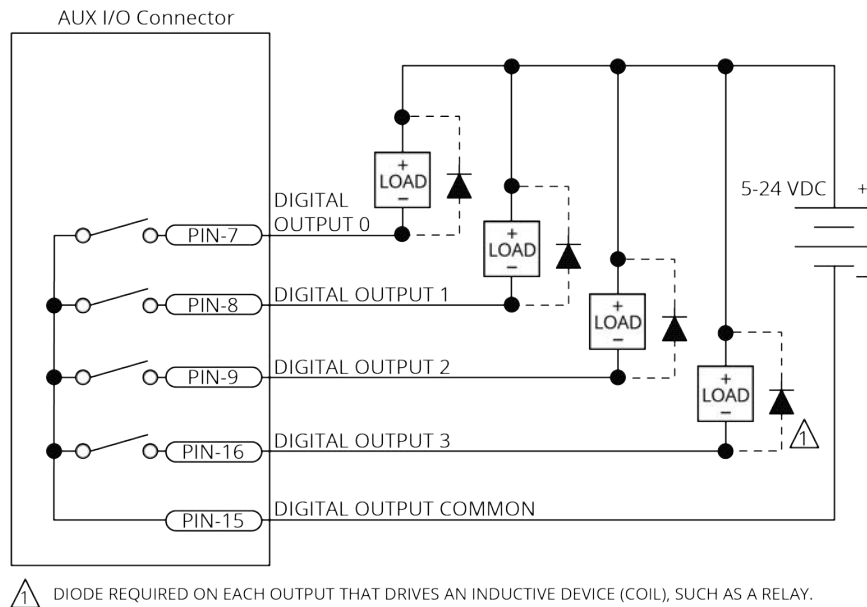 AUX I/O Connector
+
LOAD
−
5-24 VDC
+
−
DIGITAL
OUTPUT 0
PIN-7
+
LOAD
−
DIGITAL OUTPUT 1
PIN-8
+
LOAD
−
DIGITAL OUTPUT 2
PIN-9
+
LOAD
−
1
DIGITAL OUTPUT 3
PIN-16
DIGITAL OUTPUT COMMON
PIN-15
1 DIODE REQUIRED ON EACH OUTPUT THAT DRIVES AN INDUCTIVE DEVICE (COIL), SUCH AS A RELAY.